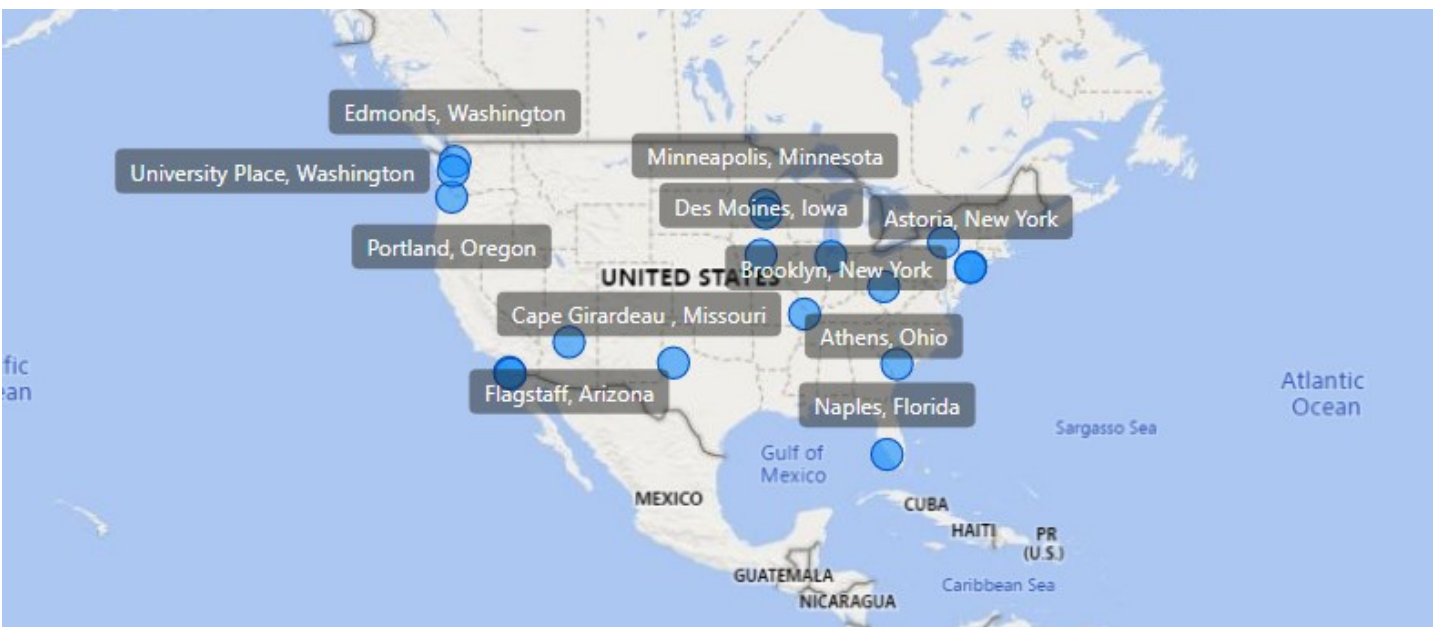 Edmonds, Washington
Minneapolis, Minnesota
University Place, Washington
Des Moines, Iowa
Astoria, New York
Portland, Oregon
Brooklyn, New York
UNITED STATES
Cape Girardeau , Missouri
Athens, Ohio
fic
an
Atlantic
Ocean
Flagstaff, Arizona
Naples, Florida
Sargasso Sea
Gulf of
Mexico
MEXICO
CUBA
HAITI
PR
(U.S.)
GUATEMALA
Caribbean Sea
NICARAGUA